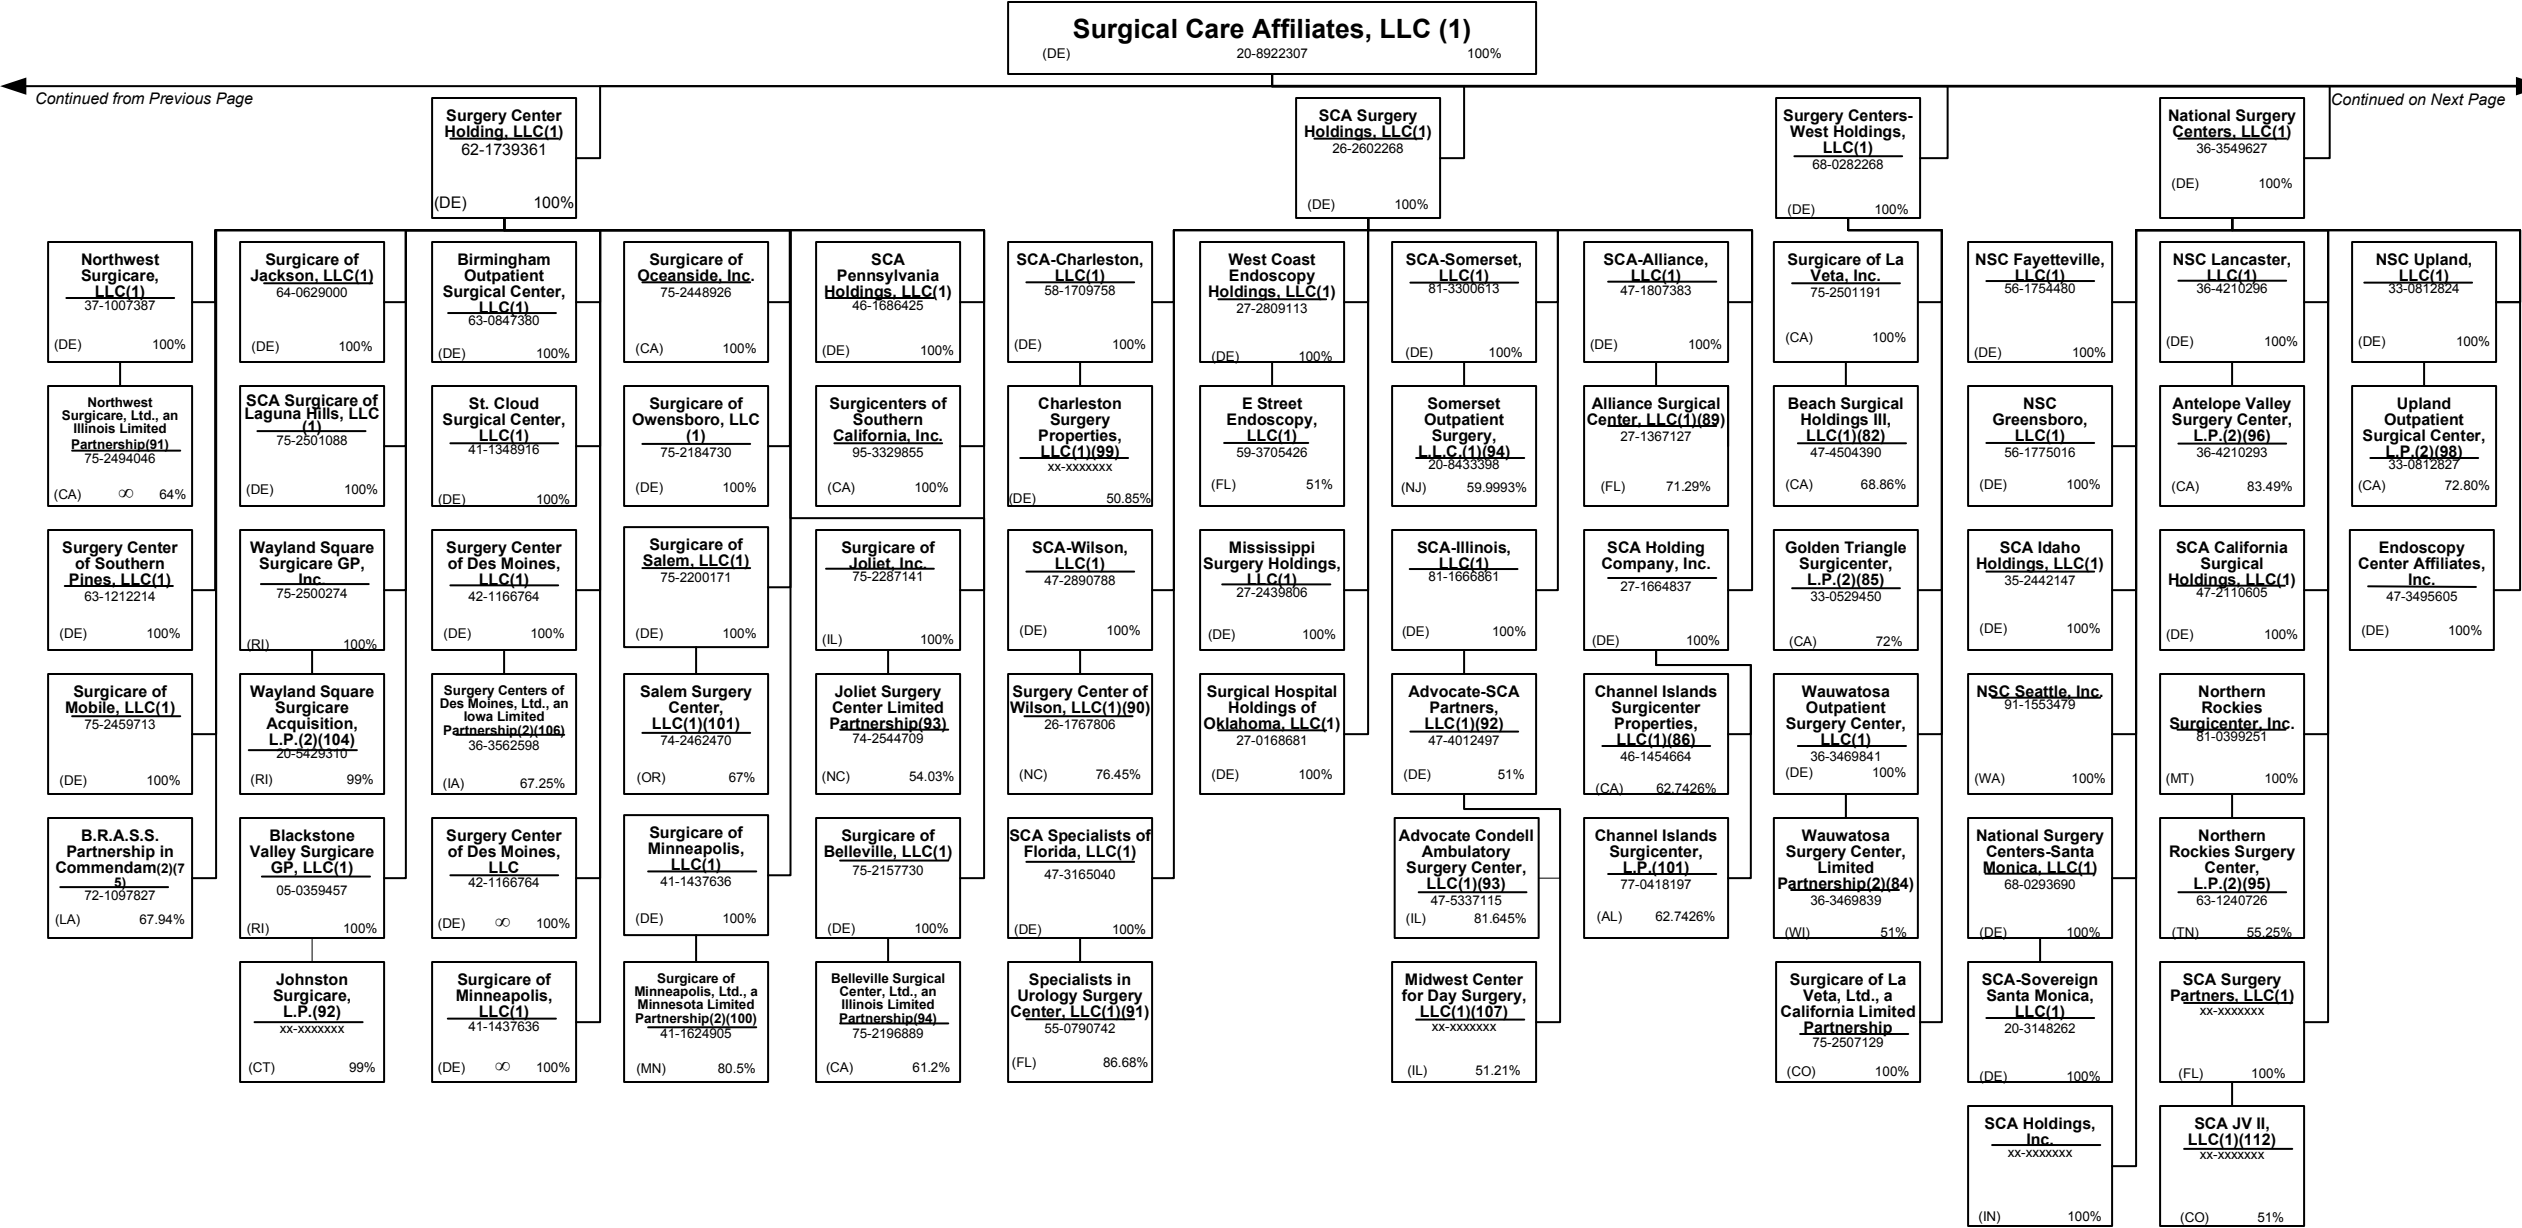 Surgical Care Affiliates, LLC (1)
(DE) 20-8922307 100%
Continued from Previous Page
Continued on Next Page
Surgery Center
Holding, LLC(1)
62-1739361
(DE) 100%
SCA Surgery
Holdings, LLC(1)
26-2602268
(DE) 100%
Surgery Centers-
West Holdings,
LLC(1)
68-0282268
(DE) 100%
National Surgery
Centers, LLC(1)
36-3549627
(DE) 100%
Northwest
Surgicare,
LLC(1)
37-1007387
(DE) 100%
Surgicare of
Jackson, LLC(1)
64-0629000
(DE) 100%
Birmingham
Outpatient
Surgical Center,
LLC(1)
63-0847380
(DE) 100%
Surgicare of
Oceanside, Inc.
75-2448926
(CA) 100%
SCA
Pennsylvania
Holdings, LLC(1)
46-1686425
(DE) 100%
SCA-Charleston,
LLC(1)
58-1709758
(DE) 100%
West Coast
Endoscopy
Holdings, LLC(1)
27-2809113
(DE) 100%
SCA-Somerset,
LLC(1)
81-3300613
(DE) 100%
SCA-Alliance,
LLC(1)
47-1807383
(DE) 100%
Surgicare of La
Veta, Inc.
75-2501191
(CA) 100%
NSC Fayetteville,
LLC(1)
56-1754480
(DE) 100%
NSC Lancaster,
LLC(1)
36-4210296
(DE) 100%
NSC Upland,
LLC(1)
33-0812824
(DE) 100%
Northwest
Surgicare, Ltd., an
Illinois Limited
Partnership(91)
75-2494046
(CA) ∞ 64%
SCA Surgicare of
Laguna Hills, LLC
(1)
75-2501088
(DE) 100%
St. Cloud
Surgical Center,
LLC(1)
41-1348916
(DE) 100%
Surgicare of
Owensboro, LLC
(1)
75-2184730
(DE) 100%
Surgicenters of
Southern
California, Inc.
95-3329855
(CA) 100%
Charleston
Surgery
Properties,
LLC(1)(99)
xx-xxxxxxx
(DE) 50.85%
E Street
Endoscopy,
LLC(1)
59-3705426
(FL) 51%
Somerset
Outpatient
Surgery,
L.L.C.(1)(94)
20-8433398
(NJ) 59.9993%
Alliance Surgical
Center, LLC(1)(89)
27-1367127
(FL) 71.29%
Beach Surgical
Holdings III,
LLC(1)(82)
47-4504390
(CA) 68.86%
NSC
Greensboro,
LLC(1)
56-1775016
(DE) 100%
Antelope Valley
Surgery Center,
L.P.(2)(96)
36-4210293
(CA) 83.49%
Upland
Outpatient
Surgical Center,
L.P.(2)(98)
33-0812827
(CA) 72.80%
Surgery Center
of Southern
Pines, LLC(1)
63-1212214
(DE) 100%
Wayland Square
Surgicare GP,
Inc.
75-2500274
(RI) 100%
Surgery Center
of Des Moines,
LLC(1)
42-1166764
(DE) 100%
Surgicare of
Salem, LLC(1)
75-2200171
(DE) 100%
Surgicare of
Joliet, Inc.
75-2287141
(IL) 100%
SCA-Wilson,
LLC(1)
47-2890788
(DE) 100%
Mississippi
Surgery Holdings,
LLC(1)
27-2439806
(DE) 100%
SCA-Illinois,
LLC(1)
81-1666861
(DE) 100%
SCA Holding
Company, Inc.
27-1664837
(DE) 100%
Golden Triangle
Surgicenter,
L.P.(2)(85)
33-0529450
(CA) 72%
SCA Idaho
Holdings, LLC(1)
35-2442147
(DE) 100%
SCA California
Surgical
Holdings, LLC(1)
47-2110605
(DE) 100%
Endoscopy
Center Affiliates,
Inc.
47-3495605
(DE) 100%
Surgicare of
Mobile, LLC(1)
75-2459713
(DE) 100%
Wayland Square
Surgicare
Acquisition,
L.P.(2)(104)
20-5429310
(RI) 99%
Surgery Centers of
Des Moines, Ltd., an
Iowa Limited
Partnership(2)(106)
36-3562598
(IA) 67.25%
Salem Surgery
Center,
LLC(1)(101)
74-2462470
(OR) 67%
Joliet Surgery
Center Limited
Partnership(93)
74-2544709
(NC) 54.03%
Surgery Center of
Wilson, LLC(1)(90)
26-1767806
(NC) 76.45%
Surgical Hospital
Holdings of
Oklahoma, LLC(1)
27-0168681
(DE) 100%
Advocate-SCA
Partners,
LLC(1)(92)
47-4012497
(DE) 51%
Channel Islands
Surgicenter
Properties,
LLC(1)(86)
46-1454664
(CA) 62.7426%
Wauwatosa
Outpatient
Surgery Center,
LLC(1)
36-3469841
(DE) 100%
NSC Seattle, Inc.
91-1553479
(WA) 100%
Northern
Rockies
Surgicenter, Inc.
81-0399251
(MT) 100%
B.R.A.S.S.
Partnership in
Commendam(2)(7
5)
72-1097827
(LA) 67.94%
Blackstone
Valley Surgicare
GP, LLC(1)
05-0359457
(RI) 100%
Surgery Center
of Des Moines,
LLC
42-1166764
(DE) ∞ 100%
Surgicare of
Minneapolis,
LLC(1)
41-1437636
(DE) 100%
Surgicare of
Belleville, LLC(1)
75-2157730
(DE) 100%
SCA Specialists of
Florida, LLC(1)
47-3165040
(DE) 100%
Advocate Condell
Ambulatory
Surgery Center,
LLC(1)(93)
47-5337115
(IL) 81.645%
Channel Islands
Surgicenter,
L.P.(101)
77-0418197
(AL) 62.7426%
Wauwatosa
Surgery Center,
Limited
Partnership(2)(84)
36-3469839
(WI) 51%
National Surgery
Centers-Santa
Monica, LLC(1)
68-0293690
(DE) 100%
Northern
Rockies Surgery
Center,
L.P.(2)(95)
63-1240726
(TN) 55.25%
Johnston
Surgicare,
L.P.(92)
xx-xxxxxxx
(CT) 99%
Surgicare of
Minneapolis,
LLC(1)
41-1437636
(DE) ∞ 100%
Surgicare of
Minneapolis, Ltd., a
Minnesota Limited
Partnership(2)(100)
41-1624905
(MN) 80.5%
Belleville Surgical
Center, Ltd., an
Illinois Limited
Partnership(94)
75-2196889
(CA) 61.2%
Specialists in
Urology Surgery
Center, LLC(1)(91)
55-0790742
(FL) 86.68%
Midwest Center
for Day Surgery,
LLC(1)(107)
xx-xxxxxxx
(IL) 51.21%
Surgicare of La
Veta, Ltd., a
California Limited
Partnership
75-2507129
(CO) 100%
SCA-Sovereign
Santa Monica,
LLC(1)
20-3148262
(DE) 100%
SCA Surgery
Partners, LLC(1)
xx-xxxxxxx
(FL) 100%
SCA Holdings,
Inc.
xx-xxxxxxx
(IN) 100%
SCA JV II,
LLC(1)(112)
xx-xxxxxxx
(CO) 51%